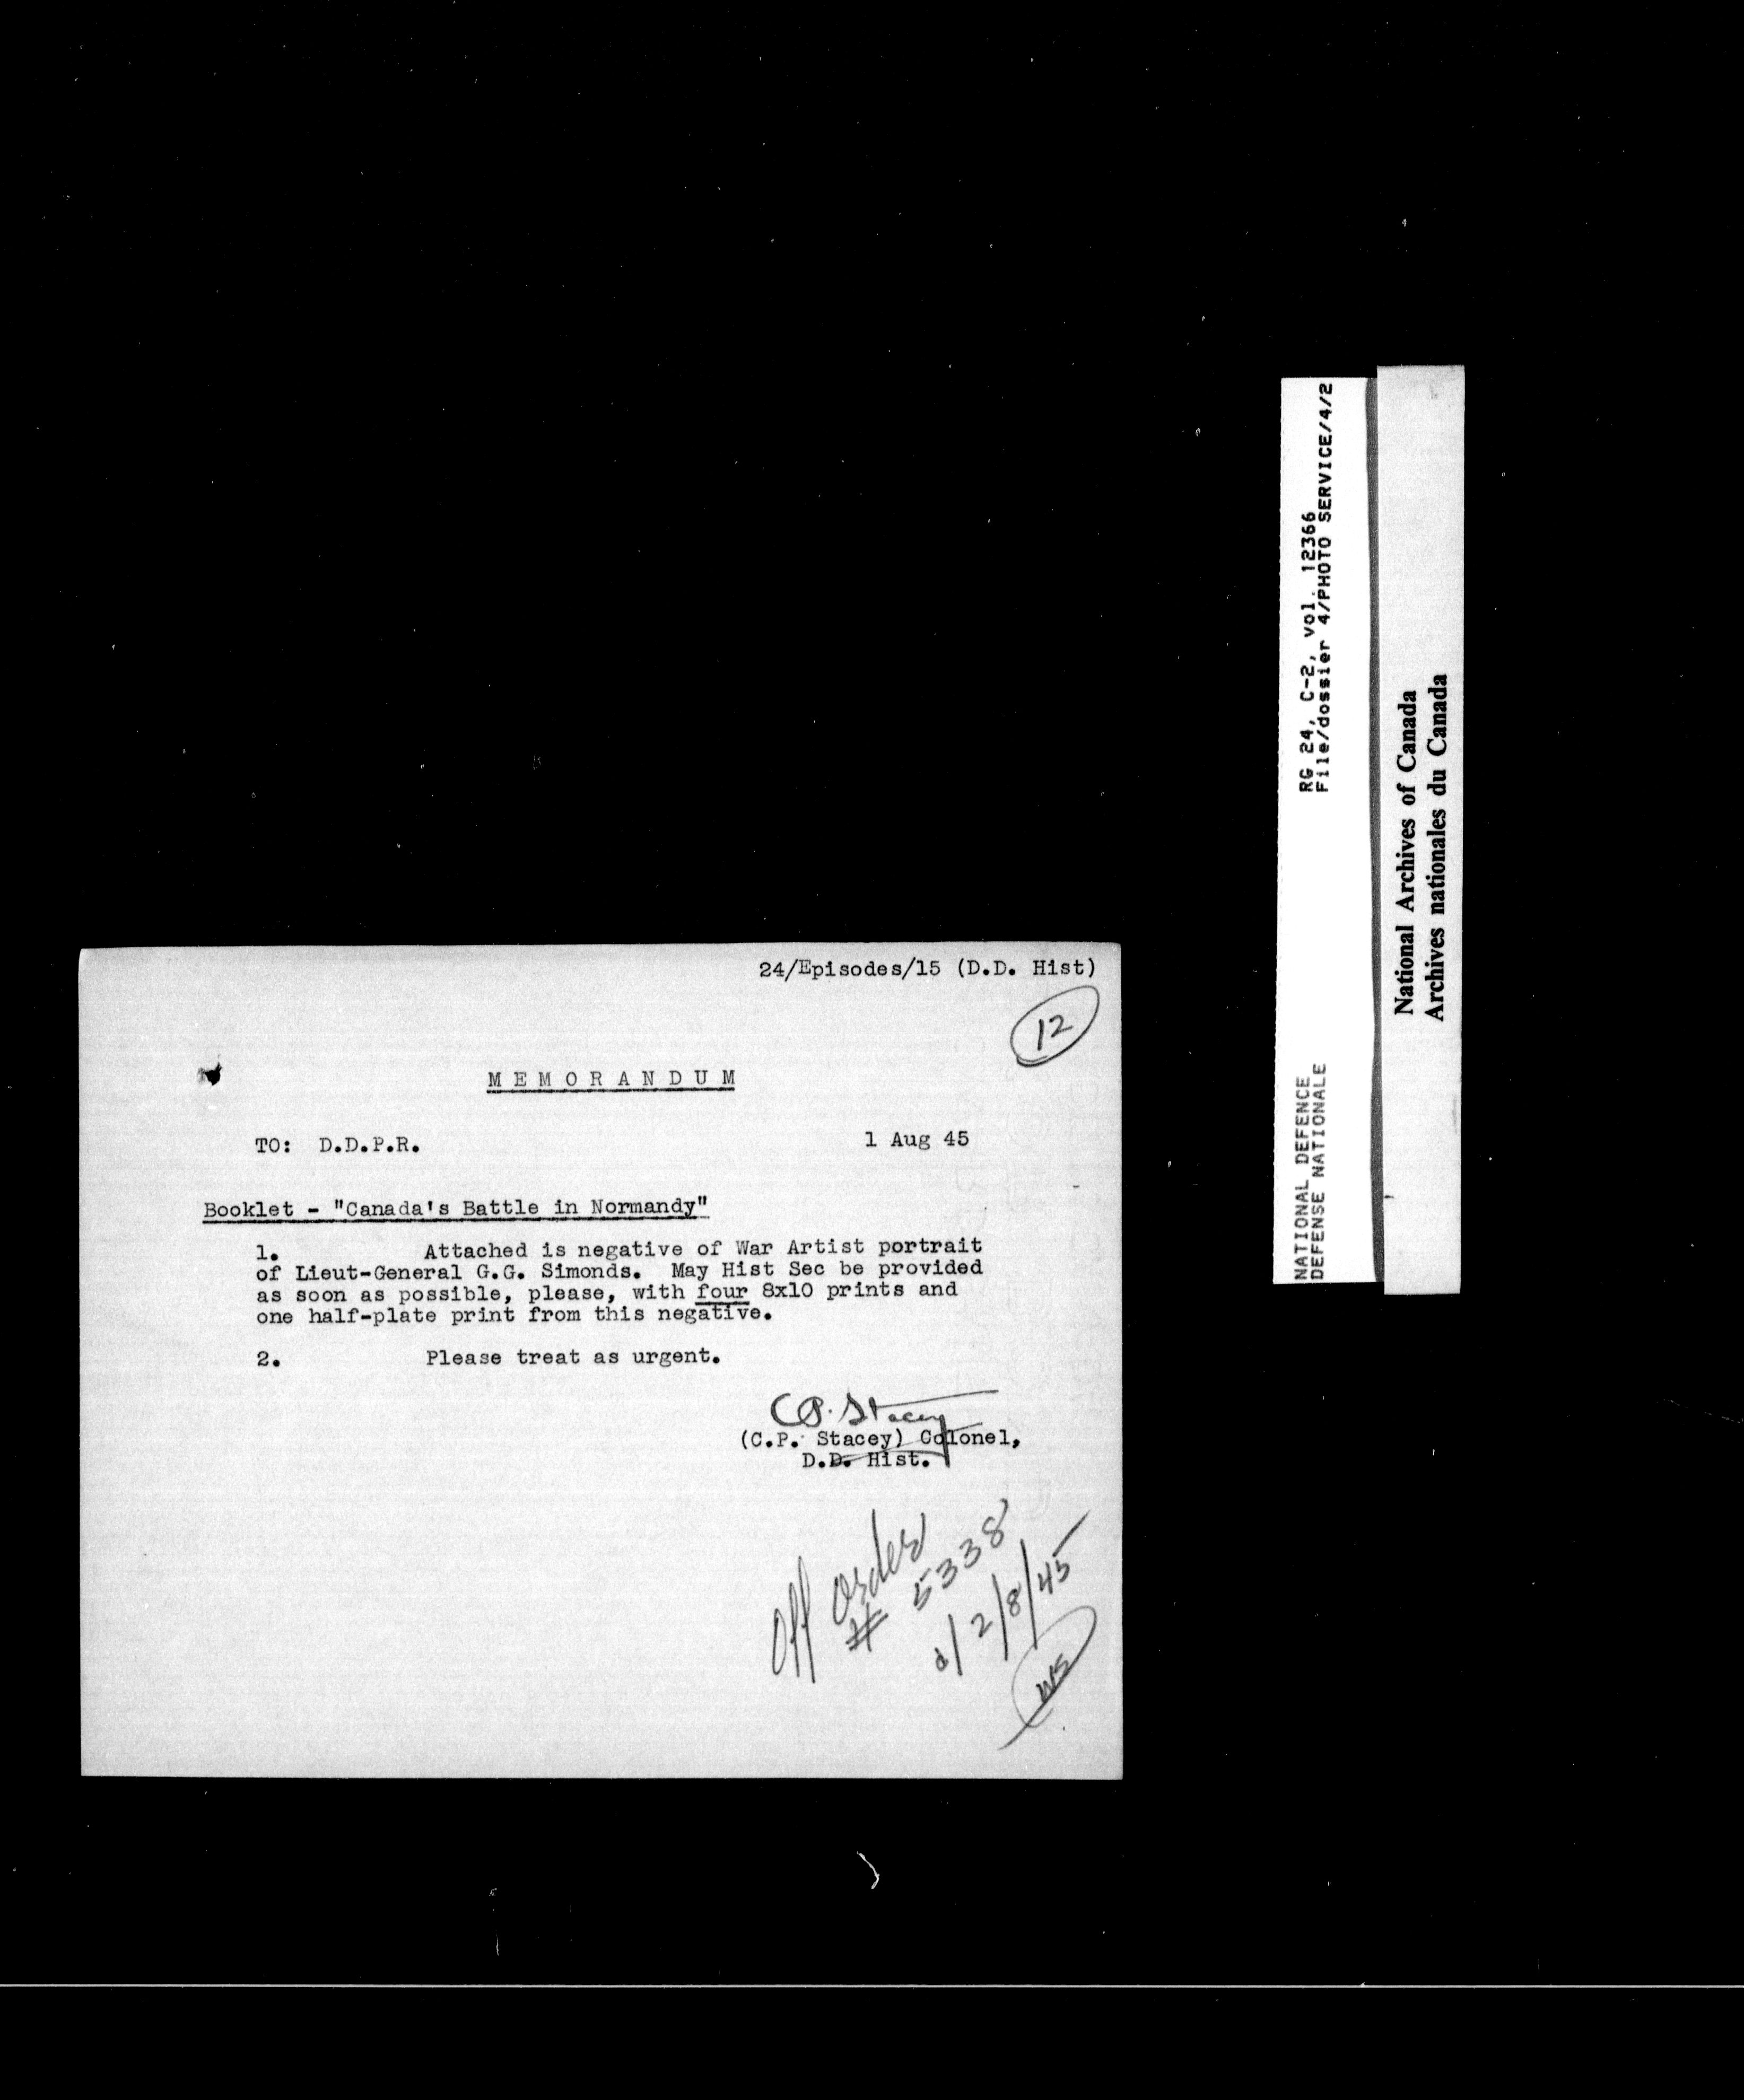 24/Episodes/15 (D.D. Hist)
12
MEMORANDUM
TO: D.D.P.R.
1 Aug 45
Booklet - "Canada's Battle in Normandy"
1. Attached is negative of War Artist portrait
of Lieut-General G.G. Simonds. May Hist Sec be provided
as soon as possible, please, with four 8x10 prints and
one half-plate print from this negative.
2. Please treat as urgent.
C.P. Stacey
(C.P. Stacey) Colonel,
D.D. Hist.
Off Order
# 5338
d/2/8/45
RG 24, C-2, vol. 12366
File/dossier 4/PHOTO SERVICE/4/2
NATIONAL DEFENCE
DEFENSE NATIONALE
National Archives of Canada
Archives nationales du Canada